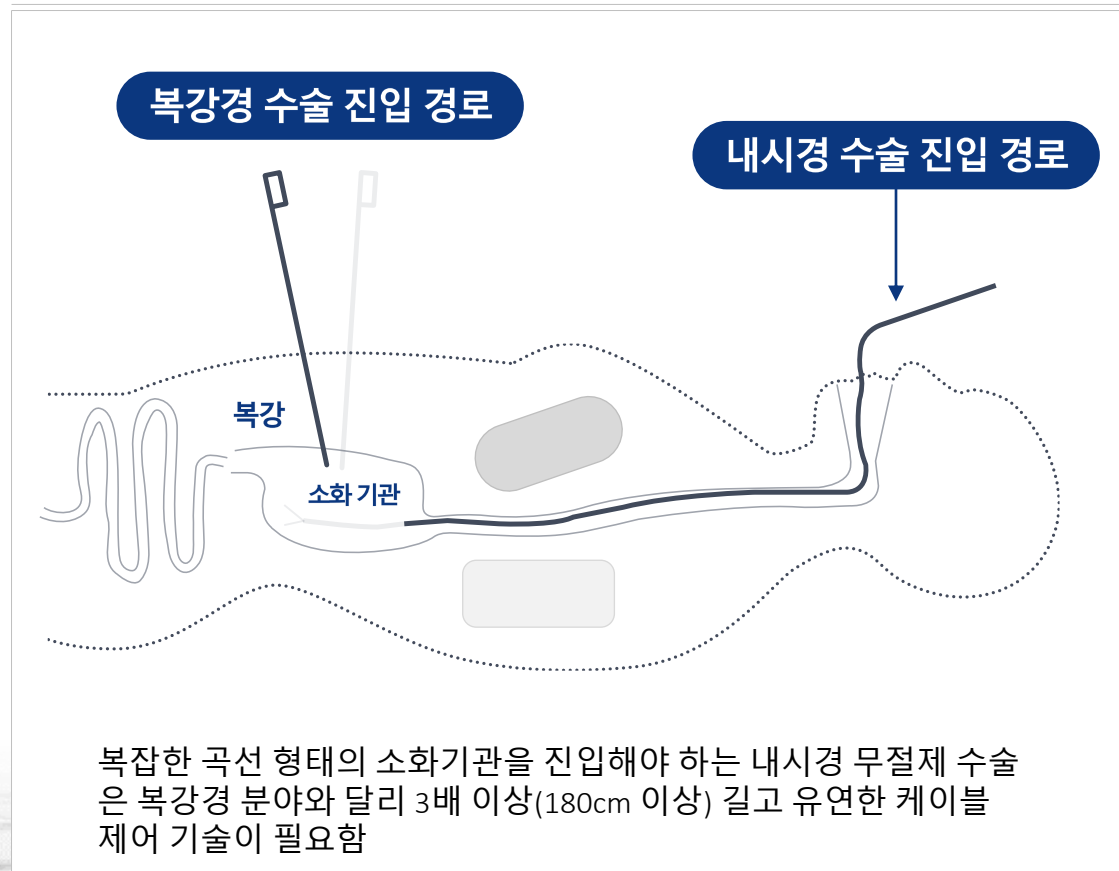 복강경 수술 진입 경로
내시경 수술 진입 경로
복강
소화 기관
복잡한 곡선 형태의 소화기관을 진입해야 하는 내시경 무절제 수술
은 복강경 분야와 달리 3배 이상(180cm 이상) 길고 유연한 케이블
제어 기술이 필요함